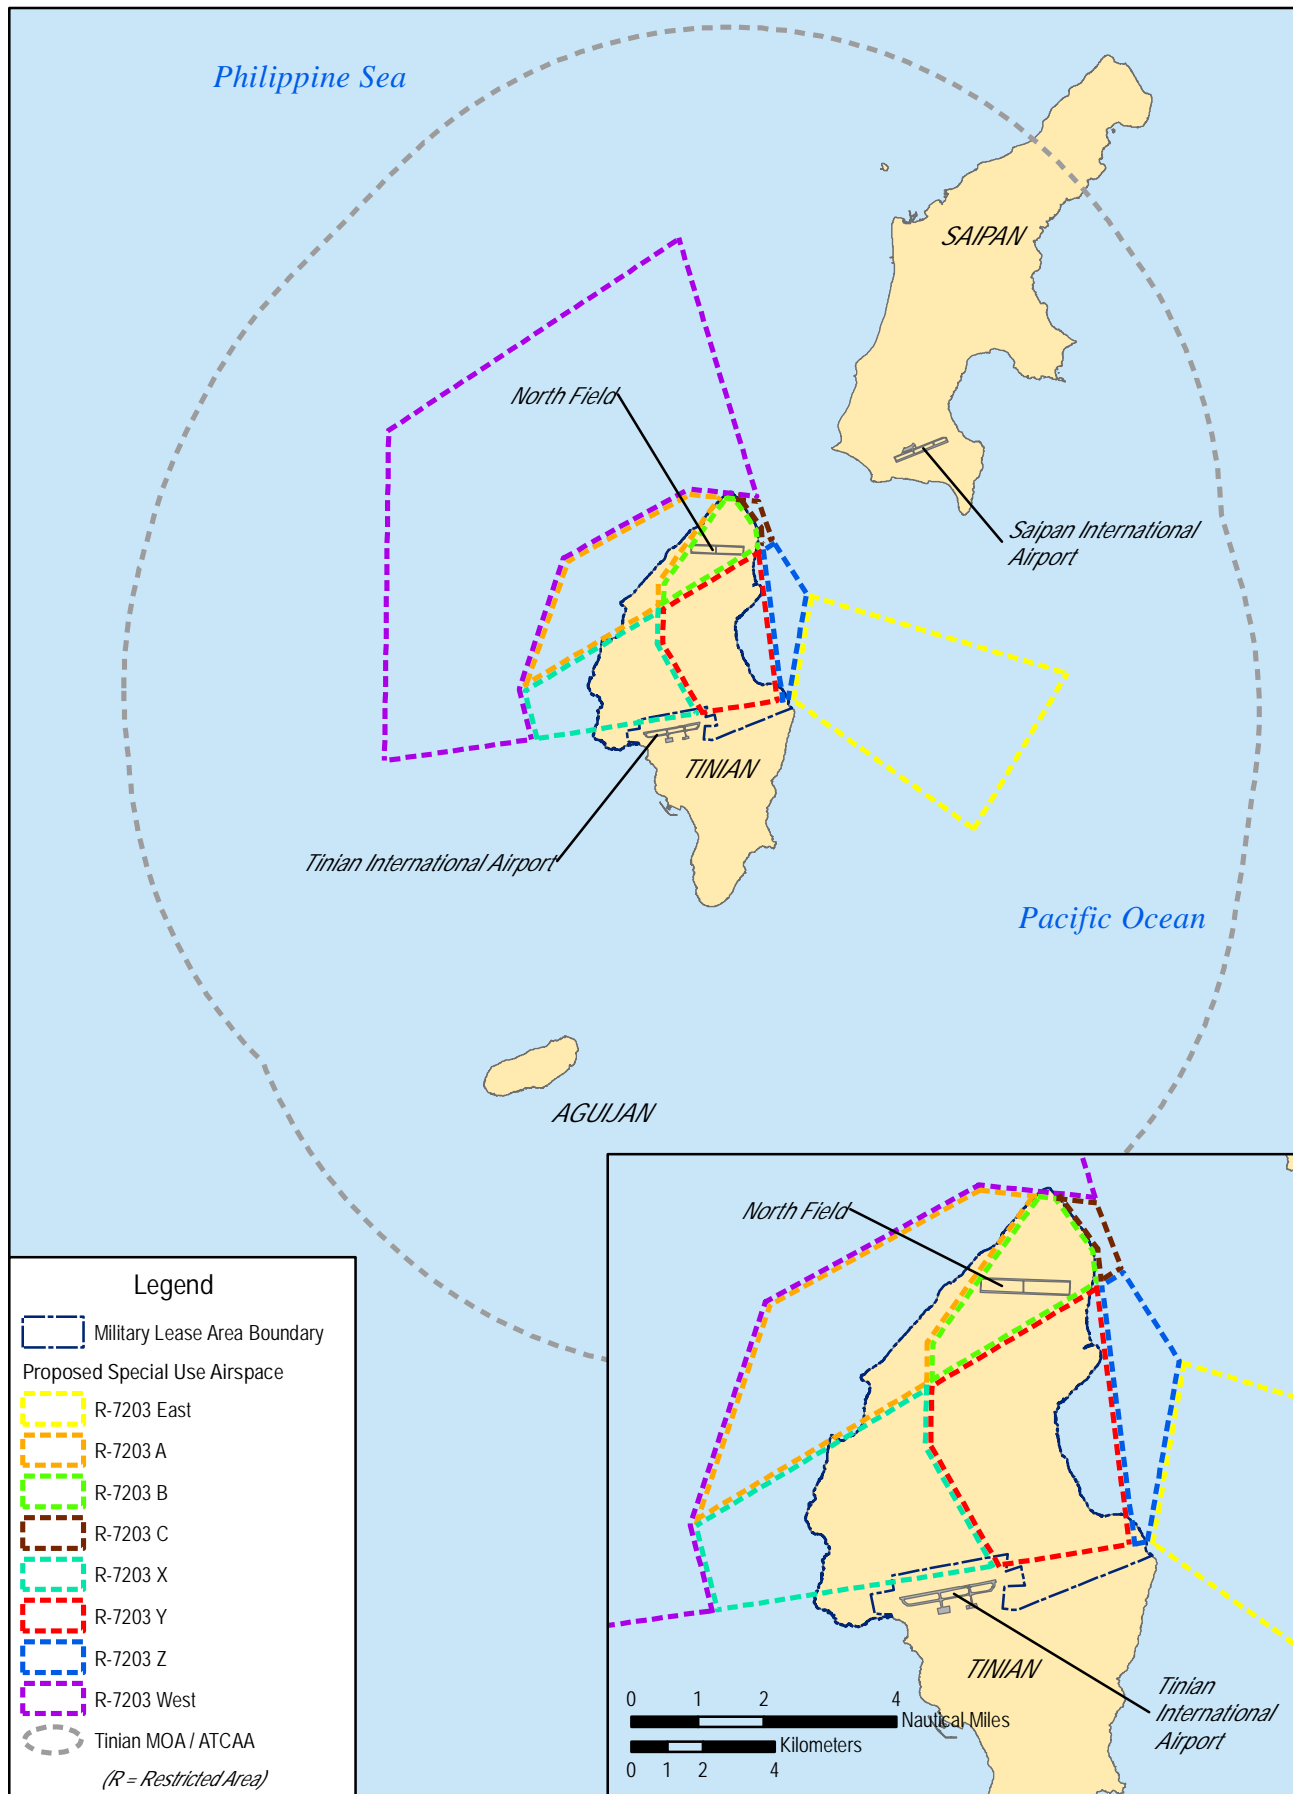 Philippine Sea
SAIPAN
North Field
Saipan International
Airport
TINIAN
Tinian International Airport
Pacific Ocean
AGUIJAN
North Field
TINIAN
Tinian
International
Airport
0 1 2 4
Nautical Miles
Kilometers
0 1 2 4
Legend
Military Lease Area Boundary
Proposed Special Use Airspace
R-7203 East
R-7203 A
R-7203 B
R-7203 C
R-7203 X
R-7203 Y
R-7203 Z
R-7203 West
Tinian MOA / ATCAA
(R = Restricted Area)